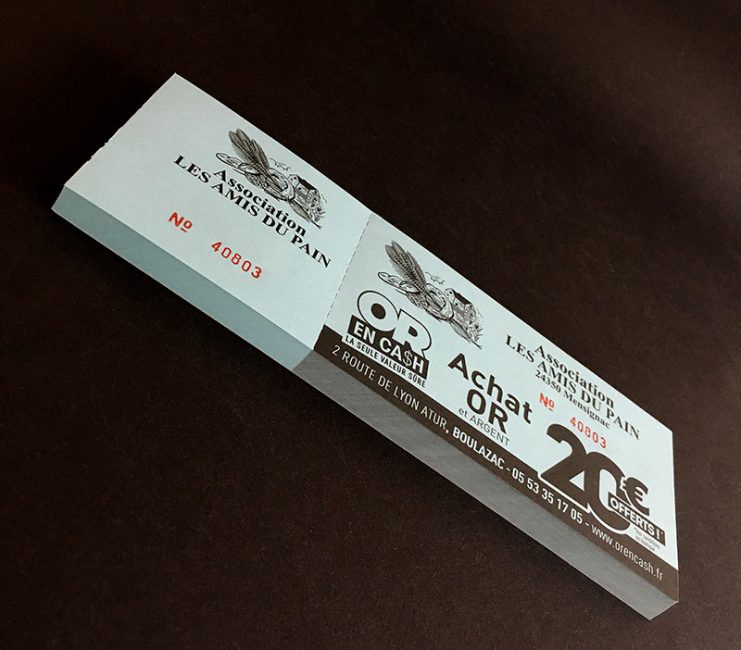 Association
LES AMIS DU PAIN
Nº 40803
OR
EN CA$H
LA SEULE VALEUR SÛRE
Achat
OR
et ARGENT
Association
LES AMIS DU PAIN
24350 Mensignac
Nº 40803
20€
OFFERTS !*
2 ROUTE DE LYON ATUR, BOULAZAC - 05 53 35 17 05 - www.orencash.fr